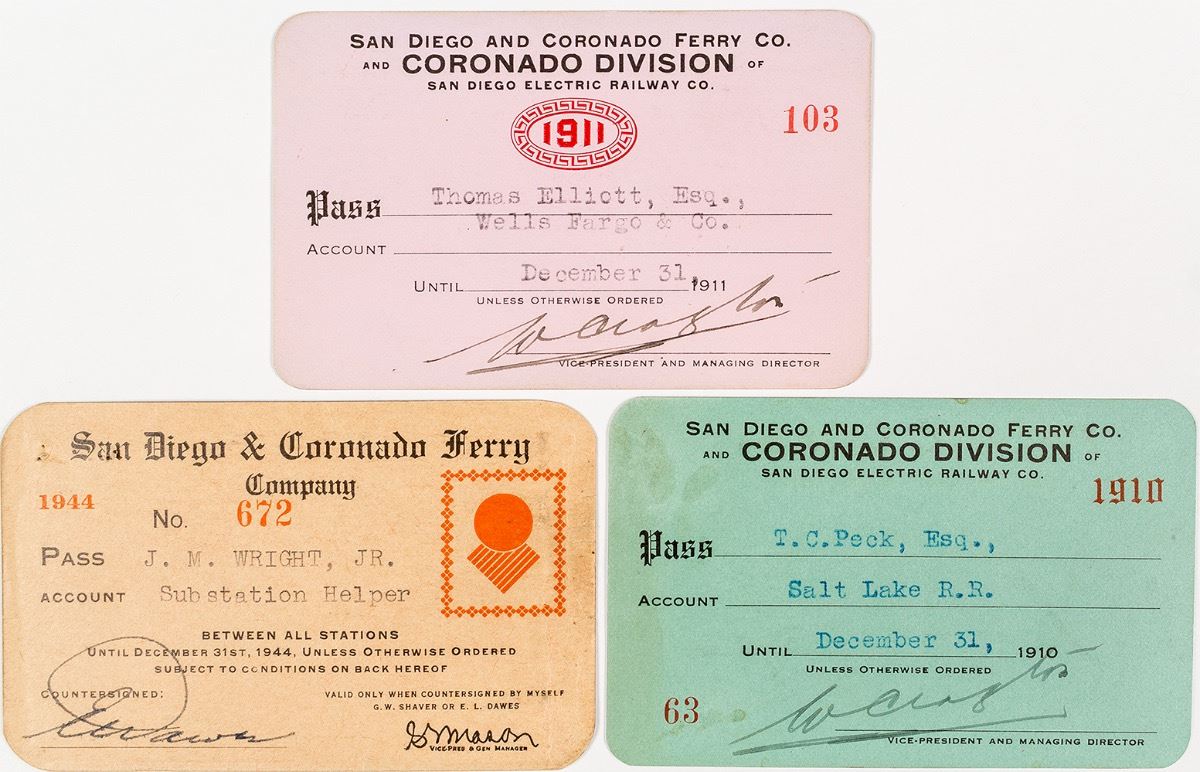 SAN DIEGO AND CORONADO FERRY CO.
AND CORONADO DIVISION OF
SAN DIEGO ELECTRIC RAILWAY CO.
1911
103
Pass Thomas Elliott, Esq.,
Wells Fargo & Co.
ACCOUNT
UNTIL December 31, 1911
UNLESS OTHERWISE ORDERED
VICE-PRESIDENT AND MANAGING DIRECTOR
San Diego & Coronado Ferry
Company
1944
No. 672
PASS J. M. WRIGHT, JR.
ACCOUNT Substation Helper
BETWEEN ALL STATIONS
UNTIL DECEMBER 31ST, 1944, UNLESS OTHERWISE ORDERED
SUBJECT TO CONDITIONS ON BACK HEREOF
COUNTERSIGNED:
VALID ONLY WHEN COUNTERSIGNED BY MYSELF
G. W. SHAVER OR E. L. DAWES
VICE-PRES & GEN MANAGER
SAN DIEGO AND CORONADO FERRY CO.
AND CORONADO DIVISION OF
SAN DIEGO ELECTRIC RAILWAY CO.
1910
Pass T.C.Peck, Esq.,
ACCOUNT Salt Lake R.R.
UNTIL December 31, 1910
UNLESS OTHERWISE ORDERED
63
VICE-PRESIDENT AND MANAGING DIRECTOR